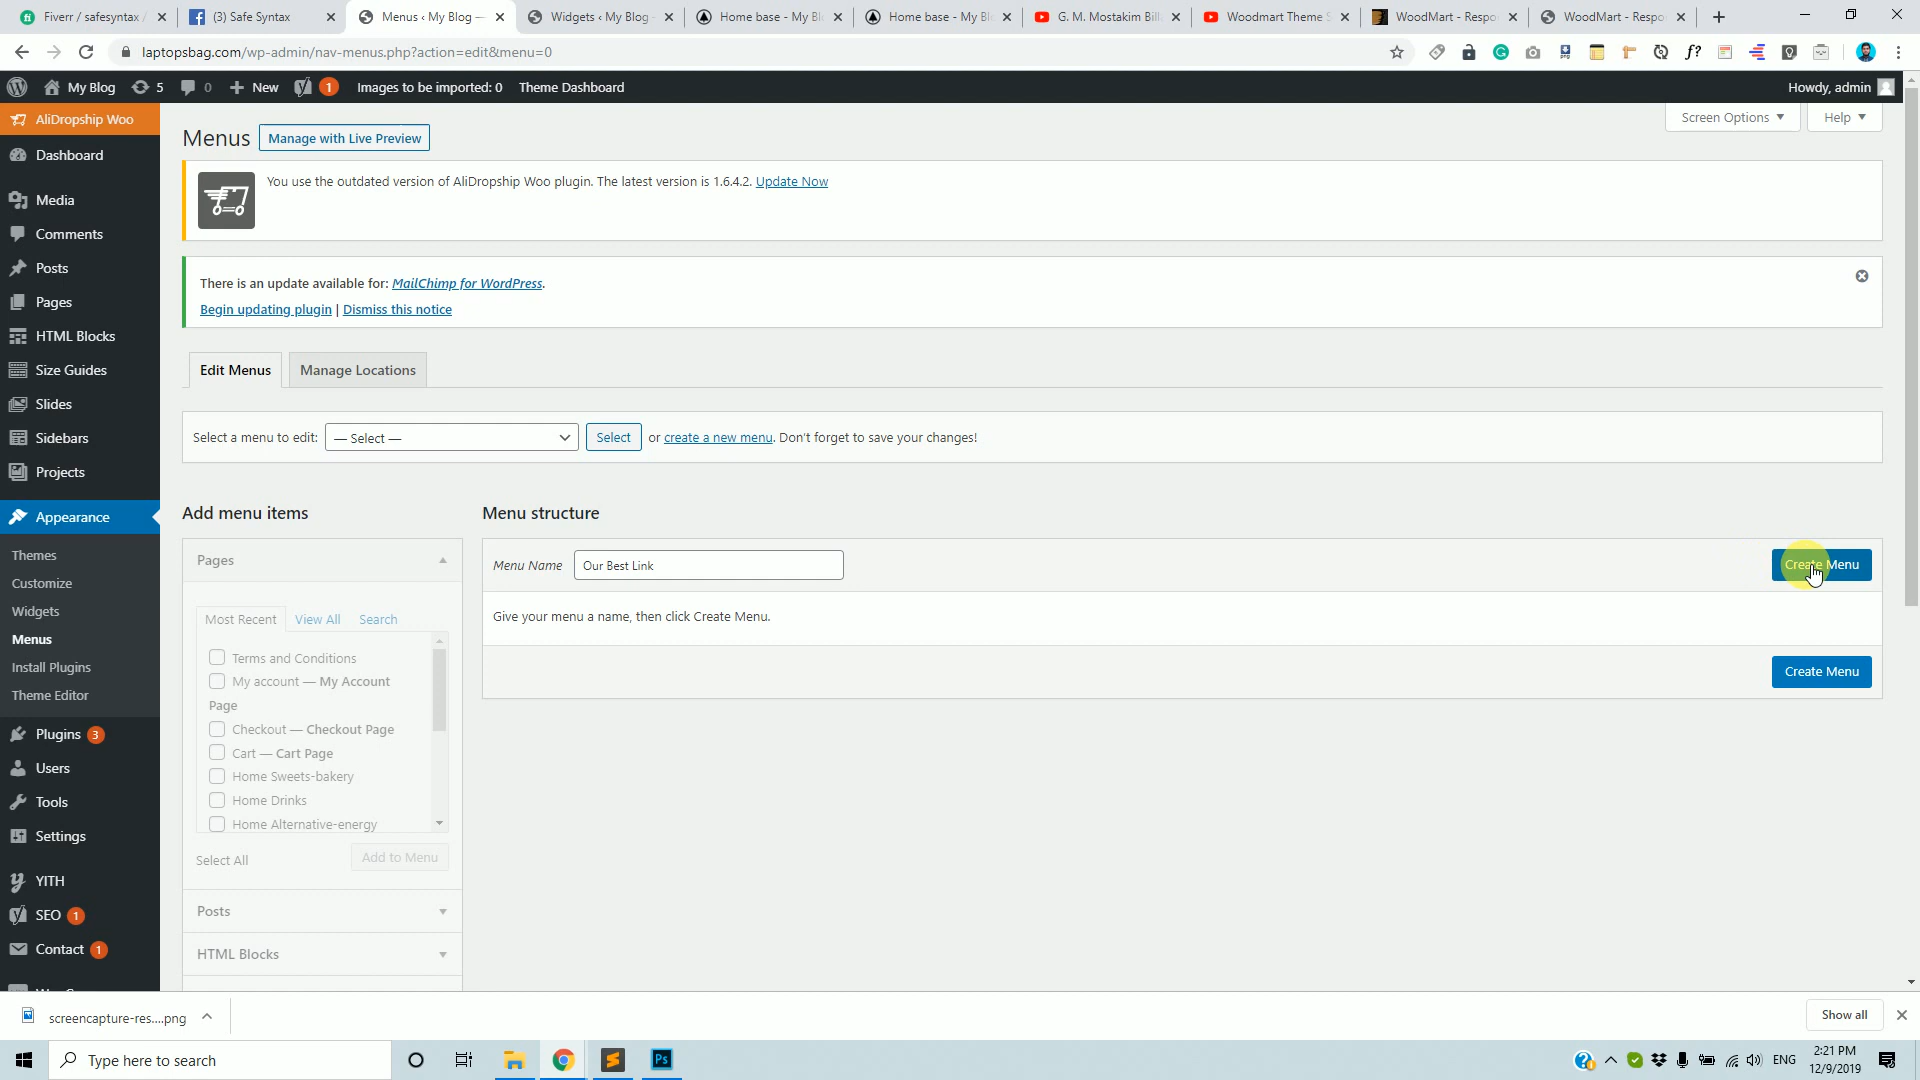 Fiverr / safesyntax /
(3) Safe Syntax
Menus ‹ My Blog —
Widgets ‹ My Blog
Home base - My Bl
Home base - My Bl
G. M. Mostakim Bill
Woodmart Theme S
WoodMart - Respo
WoodMart - Respo
laptopsbag.com/wp-admin/nav-menus.php?action=edit&menu=0
My Blog
5
0
New
1
Images to be imported: 0
Theme Dashboard
Howdy, admin
AliDropship Woo
Dashboard
Media
Comments
Posts
Pages
HTML Blocks
Size Guides
Slides
Sidebars
Projects
Appearance
Themes
Customize
Widgets
Menus
Install Plugins
Theme Editor
Plugins 3
Users
Tools
Settings
YITH
SEO 1
Contact 1
Screen Options
Help
Menus
Manage with Live Preview
You use the outdated version of AliDropship Woo plugin. The latest version is 1.6.4.2. Update Now
There is an update available for: MailChimp for WordPress.
Begin updating plugin | Dismiss this notice
Edit Menus
Manage Locations
Select a menu to edit: — Select — Select or create a new menu. Don't forget to save your changes!
Add menu items
Pages
Most Recent
View All
Search
Terms and Conditions
My account — My Account
Page
Checkout — Checkout Page
Cart — Cart Page
Home Sweets-bakery
Home Drinks
Home Alternative-energy
Select All
Add to Menu
Posts
HTML Blocks
Menu structure
Menu Name Our Best Link
Create Menu
Give your menu a name, then click Create Menu.
Create Menu
screencapture-res....png
Show all
Type here to search
Ps
ENG
2:21 PM
12/9/2019